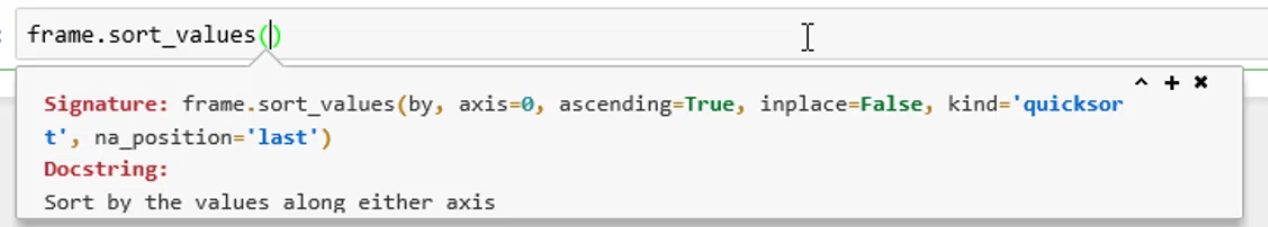 frame.sort_values()
Signature: frame.sort_values(by, axis=0, ascending=True, inplace=False, kind='quicksor
t', na_position='last')
Docstring:
Sort by the values along either axis